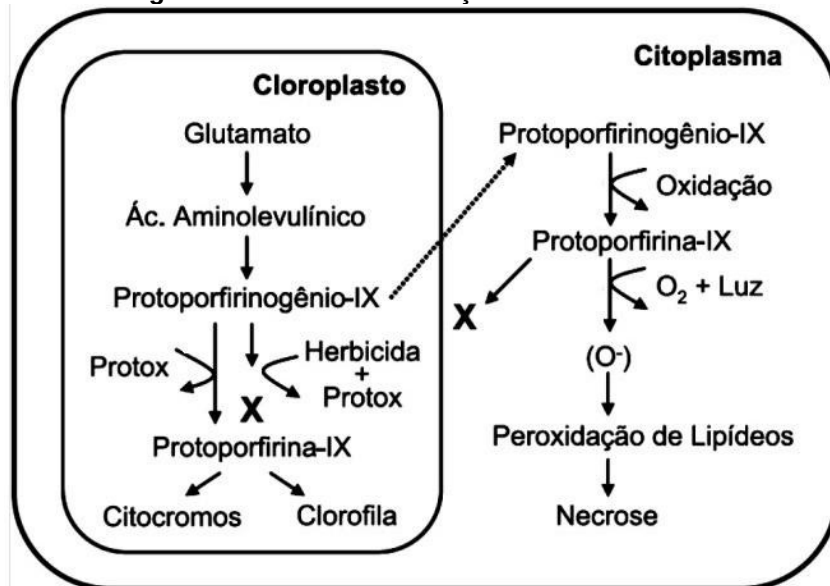 Citoplasma
Cloroplasto
Glutamato
Ác. Aminolevulínico
Protoporfirinogênio-IX
Protox
Herbicida
+
Protox
X
Protoporfirina-IX
Citocromos
Clorofila
Protoporfirinogênio-IX
Oxidação
Protoporfirina-IX
X
O₂ + Luz
(O⁻)
Peroxidação de Lipídeos
Necrose